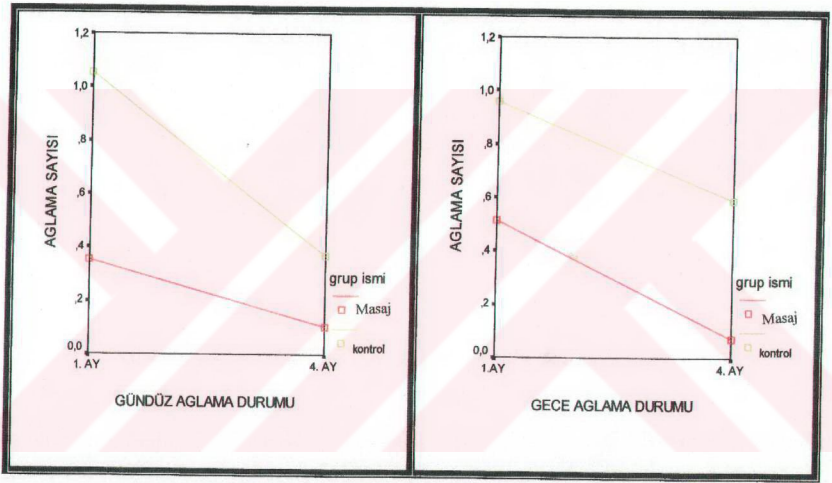 1,2
1,0
,8
,6
,4
,2
0,0
AGLAMA SAYISI
1. AY
4. AY
grup ismi
Masaj
kontrol
GÜNDÜZ AGLAMA DURUMU
1,2
1,0
,8
,6
,4
,2
0,0
AGLAMA SAYISI
1.AY
4. AY
grup ismi
Masaj
kontrol
GECE AGLAMA DURUMU